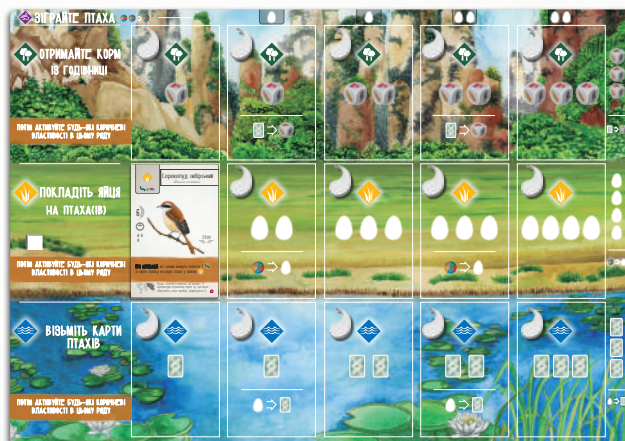 ЗІГРАЙТЕ ПТАХА
ОТРИМАЙТЕ КОРМ
ІЗ ГОДІВНИЦІ
ПОТІМ АКТИВУЙТЕ БУДЬ-ЯКІ КОРИЧНЕВІ
ВЛАСТИВОСТІ В ЦЬОМУ РЯДУ
ПОКЛАДІТЬ ЯЙЦЯ
НА ПТАХА(ІВ)
ПОТІМ АКТИВУЙТЕ БУДЬ-ЯКІ КОРИЧНЕВІ
ВЛАСТИВОСТІ В ЦЬОМУ РЯДУ
Сорокопуд сибірський
6
ВІЗЬМІТЬ КАРТИ
ПТАХІВ
ПОТІМ АКТИВУЙТЕ БУДЬ-ЯКІ КОРИЧНЕВІ
ВЛАСТИВОСТІ В ЦЬОМУ РЯДУ